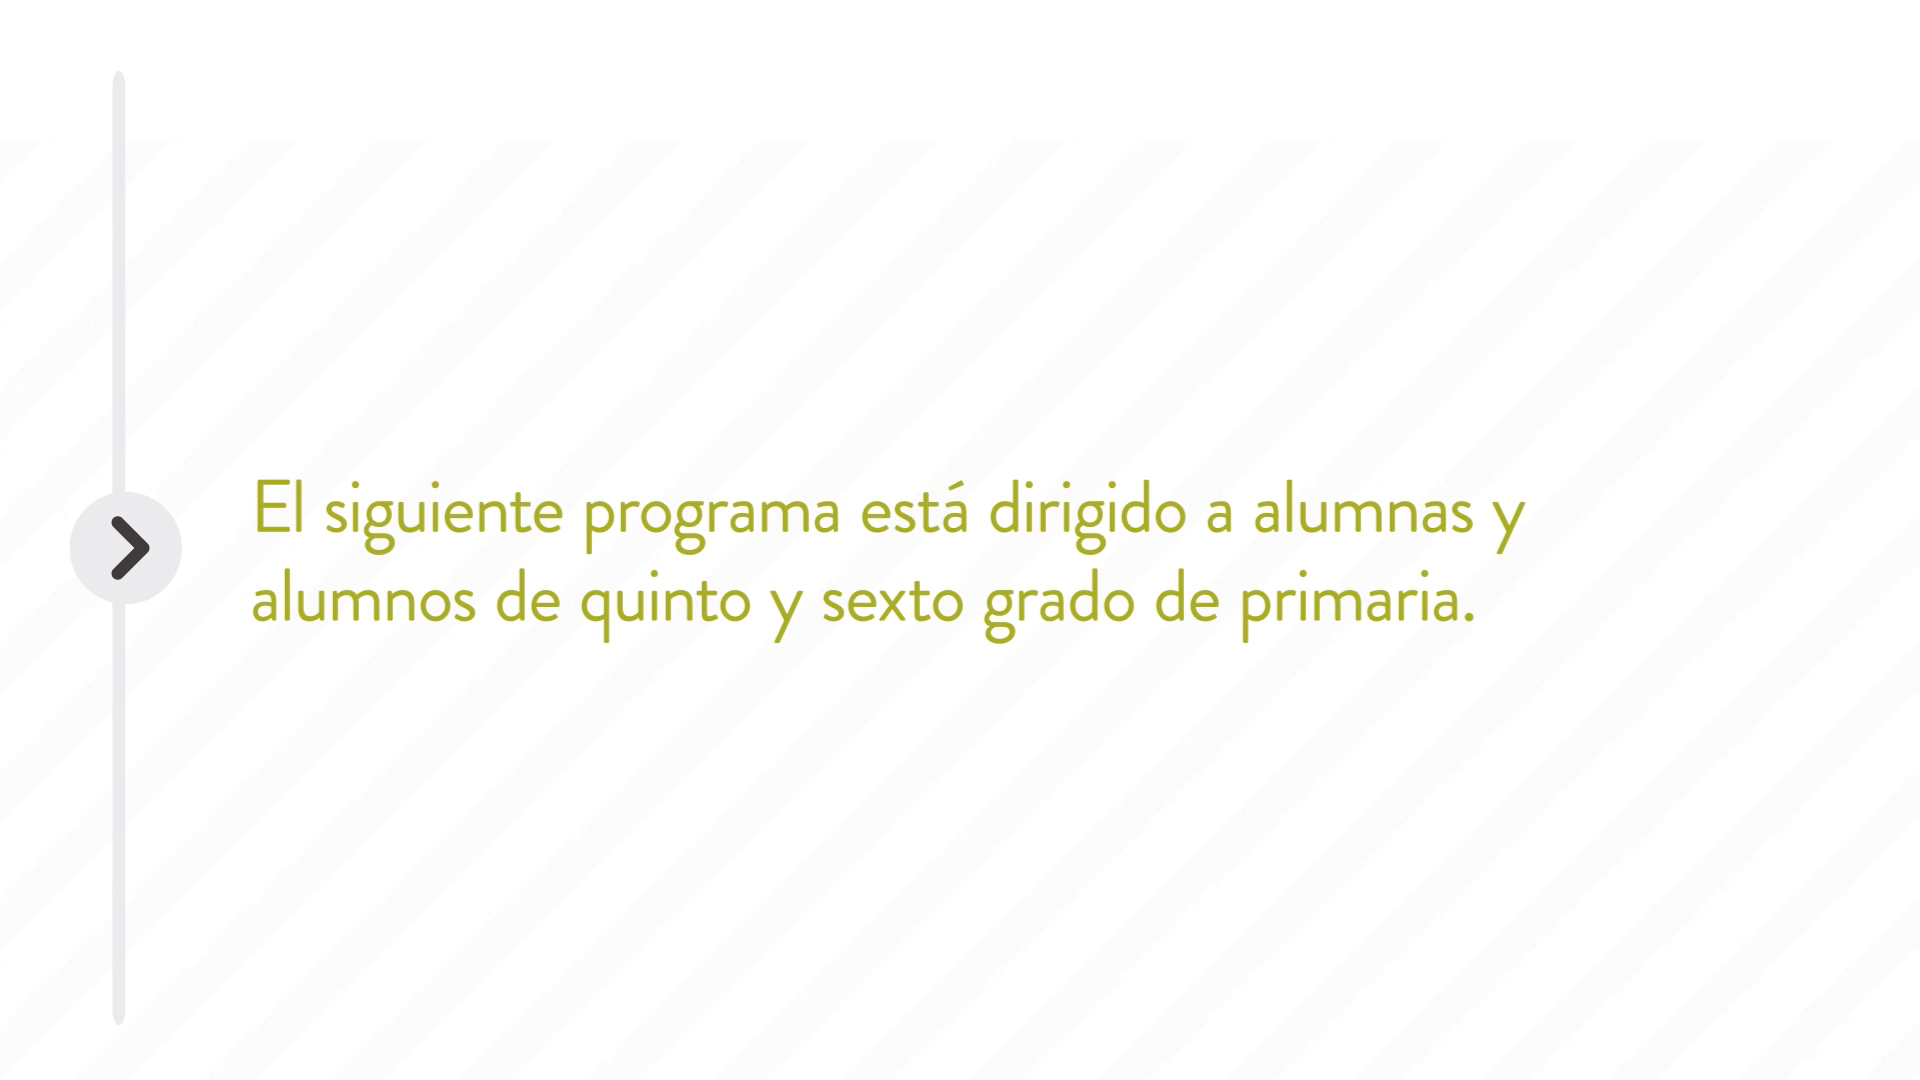 El siguiente programa está dirigido a alumnas y
alumnos de quinto y sexto grado de primaria.